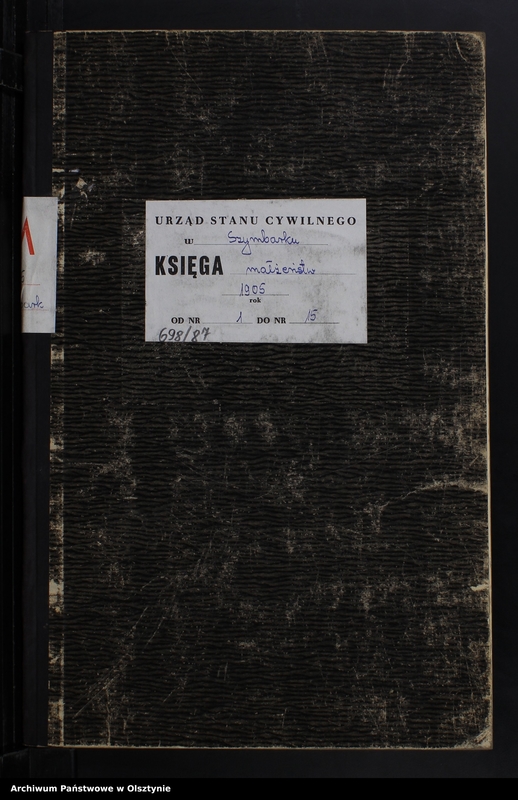 URZĄD STANU CYWILNEGO
w Szymbarku
KSIĘGA małżeństw
1905
rok
OD NR 1 DO NR 15
698/87
Archiwum Państwowe w Olsztynie